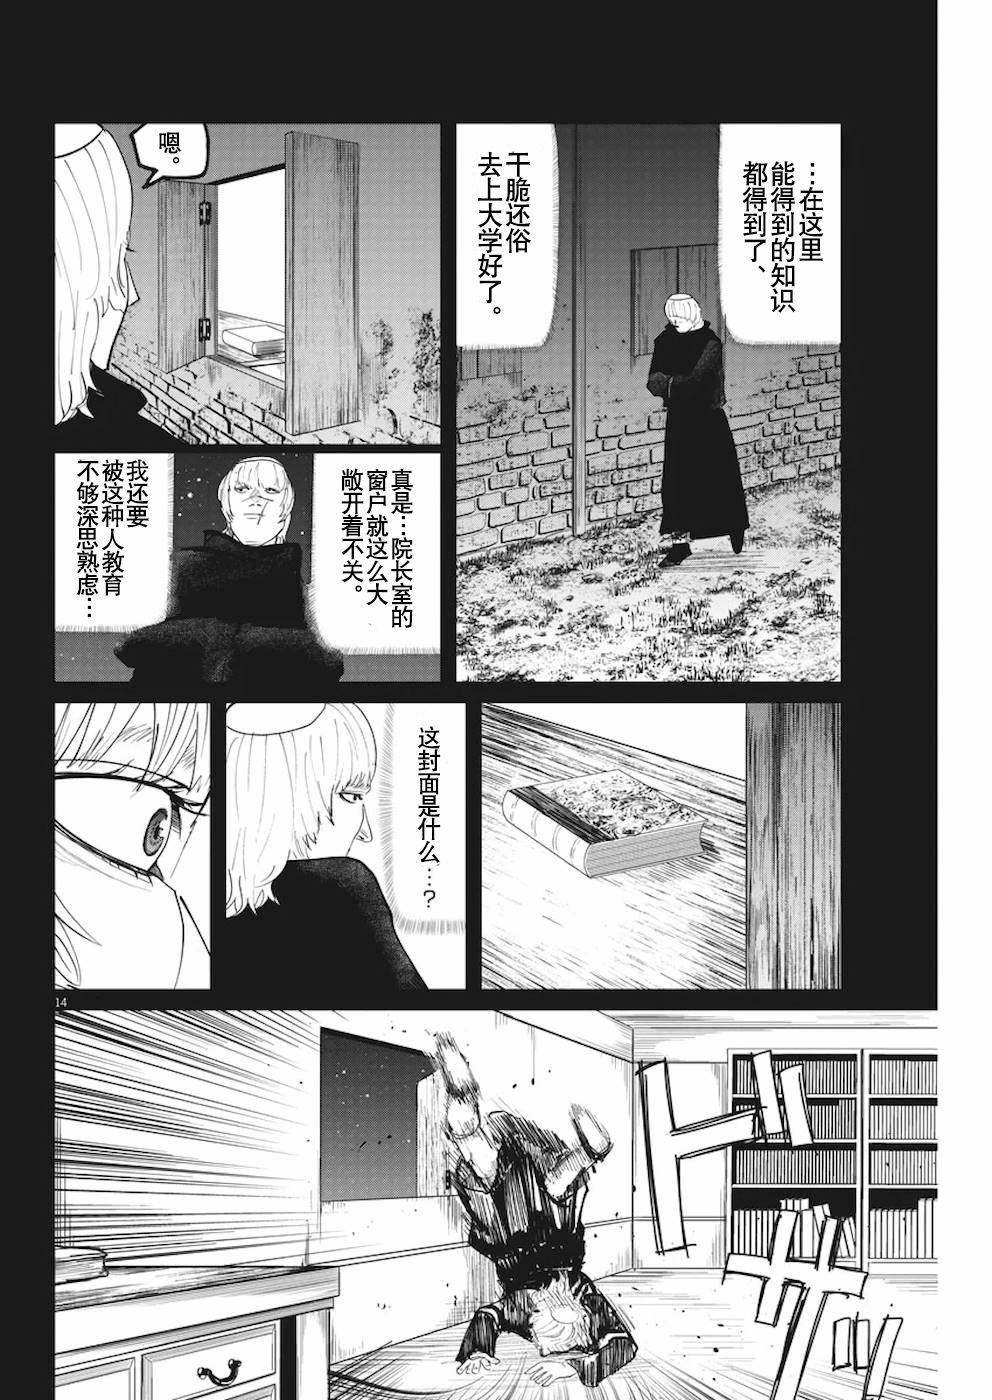 …在这里
能得到的知识
都得到了、
干脆还俗
去上大学好了。
嗯。
真是…院长室的
窗户就这么大
敞开着不关。
我还要
被这种人教育
不够深思熟虑…
这封面是什么…?
14
ドサッ